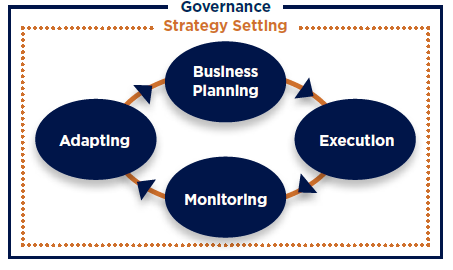 Governance
Strategy Setting
Business
Planning
Adapting
Execution
Monitoring